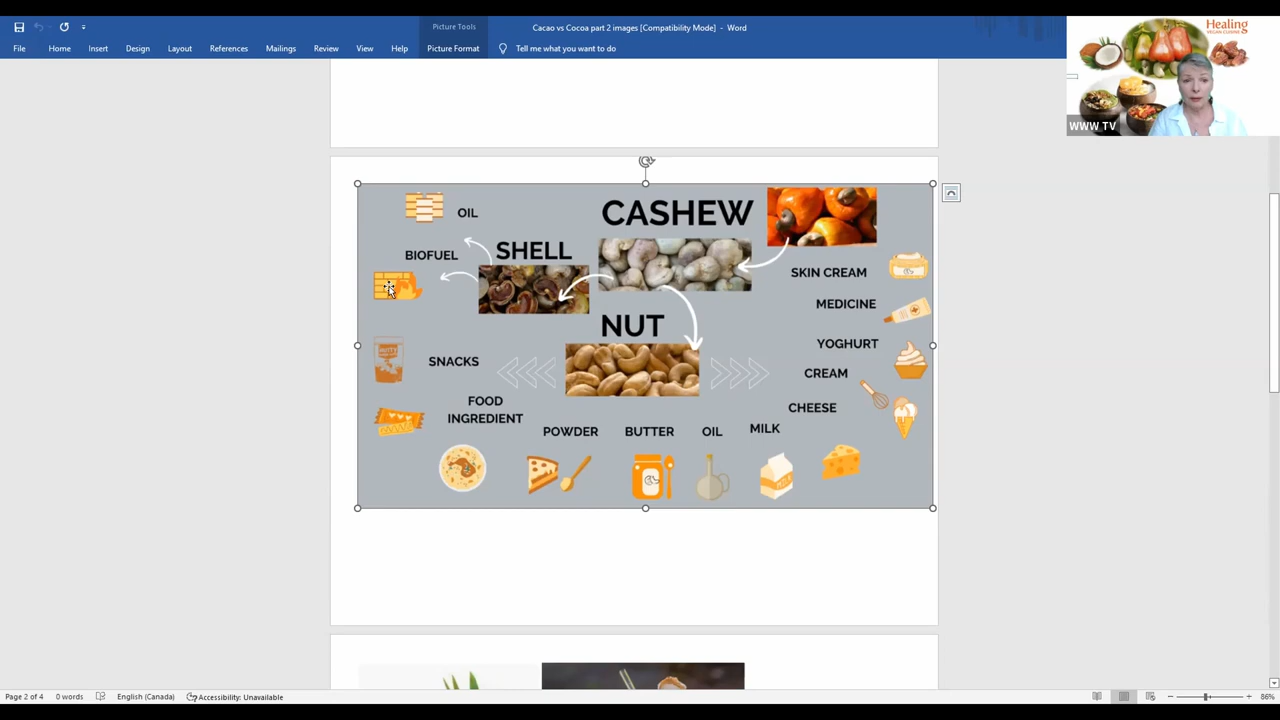 Picture Tools
Cacao vs Cocoa part 2 images [Compatibility Mode] - Word
File Home Insert Design Layout References Mailings Review View Help Picture Format Tell me what you want to do
Healing
VEGAN CUISINE
WWW TV
CASHEW
OIL
BIOFUEL
SHELL
SKIN CREAM
MEDICINE
NUT
YOGHURT
SNACKS
CREAM
FOOD
INGREDIENT
CHEESE
POWDER BUTTER OIL MILK
Page 2 of 4 0 words English (Canada) Accessibility: Unavailable 86%